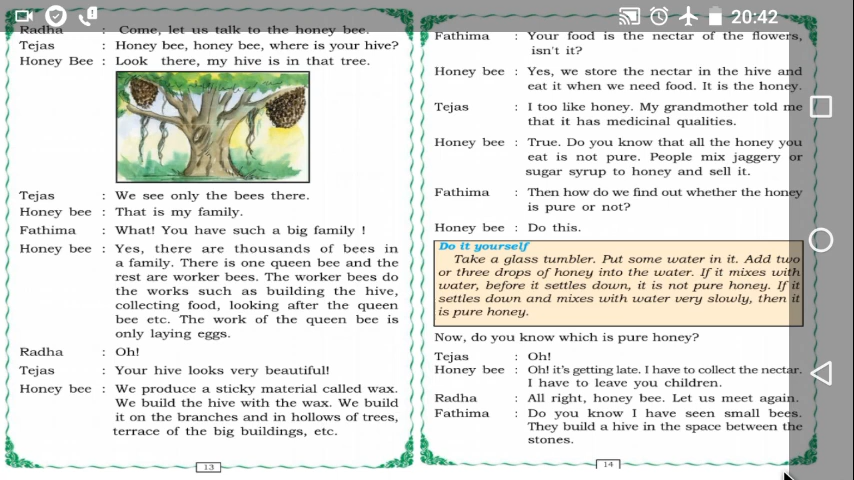 20:42
Radha : Come, let us talk to the honey bee.
Tejas : Honey bee, honey bee, where is your hive?
Honey Bee : Look there, my hive is in that tree.
Tejas : We see only the bees there.
Honey bee : That is my family.
Fathima : What! You have such a big family !
Honey bee : Yes, there are thousands of bees in
a family. There is one queen bee and the
rest are worker bees. The worker bees do
the works such as building the hive,
collecting food, looking after the queen
bee etc. The work of the queen bee is
only laying eggs.
Radha : Oh!
Tejas : Your hive looks very beautiful!
Honey bee : We produce a sticky material called wax.
We build the hive with the wax. We build
it on the branches and in hollows of trees,
terrace of the big buildings, etc.
13
Fathima : Your food is the nectar of the flowers,
isn't it?
Honey bee : Yes, we store the nectar in the hive and
eat it when we need food. It is the honey.
Tejas : I too like honey. My grandmother told me
that it has medicinal qualities.
Honey bee : True. Do you know that all the honey you
eat is not pure. People mix jaggery or
sugar syrup to honey and sell it.
Fathima : Then how do we find out whether the honey
is pure or not?
Honey bee : Do this.
Do it yourself
Take a glass tumbler. Put some water in it. Add two
or three drops of honey into the water. If it mixes with
water, before it settles down, it is not pure honey. If it
settles down and mixes with water very slowly, then it
is pure honey.
Now, do you know which is pure honey?
Tejas : Oh!
Honey bee : Oh! it's getting late. I have to collect the nectar.
I have to leave you children.
Radha : All right, honey bee. Let us meet again.
Fathima : Do you know I have seen small bees.
They build a hive in the space between the
stones.
14